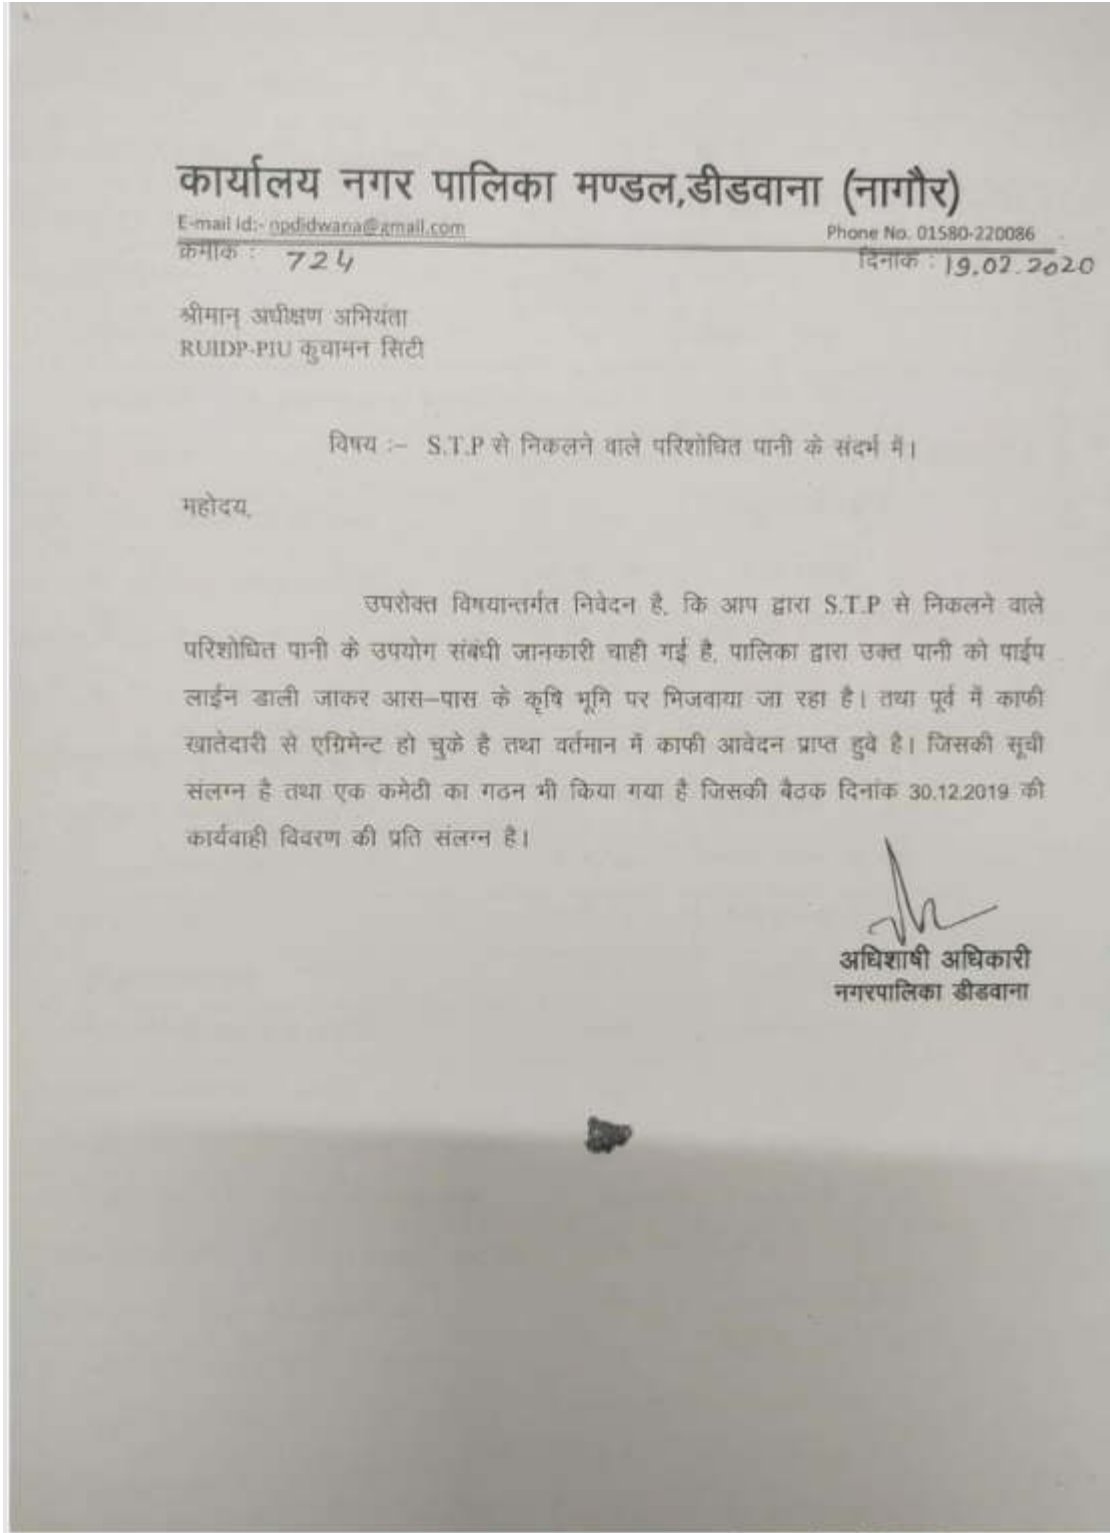 कार्यालय नगर पालिका मण्डल,डीडवाना (नागौर)
E-mail id:- npdidwana@gmail.com Phone No. 01580-220086
क्रमांक : 724 दिनांक : 19.02.2020
श्रीमान् अधीक्षण अभियंता
RUIDP-PIU कुचामन सिटी
विषय :– S.T.P से निकलने वाले परिशोधित पानी के संदर्भ में।
महोदय,
उपरोक्त विषयान्तर्गत निवेदन है, कि आप द्वारा S.T.P से निकलने वाले
परिशोधित पानी के उपयोग संबंधी जानकारी चाही गई है, पालिका द्वारा उक्त पानी को पाईप
लाईन डाली जाकर आस–पास के कृषि भूमि पर भिजवाया जा रहा है। तथा पूर्व में काफी
खातेदारी से एग्रिमेन्ट हो चुके है तथा वर्तमान में काफी आवेदन प्राप्त हुवे है। जिसकी सूची
संलग्न है तथा एक कमेटी का गठन भी किया गया है जिसकी बैठक दिनांक 30.12.2019 की
कार्यवाही विवरण की प्रति संलग्न है।
अधिशाषी अधिकारी
नगरपालिका डीडवाना